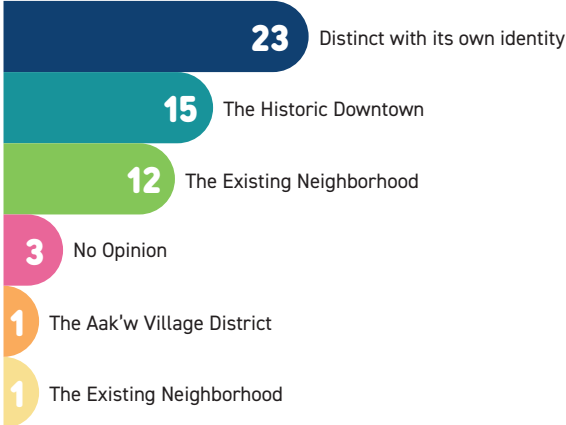 23 Distinct with its own identity
15 The Historic Downtown
12 The Existing Neighborhood
3 No Opinion
1 The Aak'w Village District
1 The Existing Neighborhood